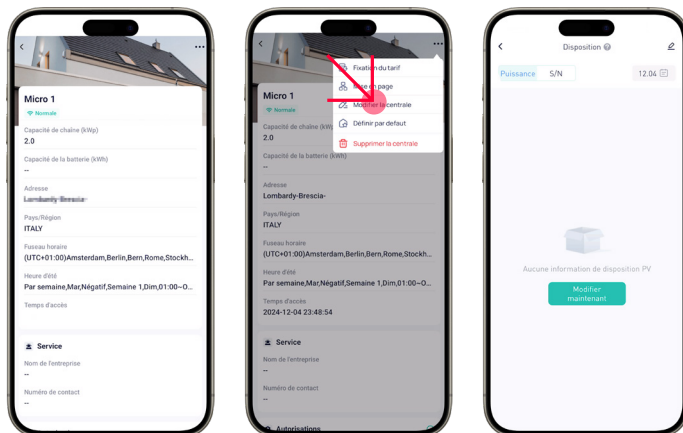 Micro 1
Normale
Capacité de chaîne (kWp)
2.0
Capacité de la batterie (kWh)
--
Adresse
Pays/Région
ITALY
Fuseau horaire
(UTC+01:00)Amsterdam,Berlin,Bern,Rome,Stockh...
Heure d'été
Par semaine,Mar,Négatif,Semaine 1,Dim,01:00~O...
Temps d'accès
Service
Nom de l'entreprise
--
Numéro de contact
--
Fixation du tarif
Mise en page
Modifier la centrale
Définir par defaut
Supprimer la centrale
Micro 1
Normale
Capacité de chaîne (kWp)
2.0
Capacité de la batterie (kWh)
--
Adresse
Lombardy-Brescia-
Pays/Région
ITALY
Fuseau horaire
(UTC+01:00)Amsterdam,Berlin,Bern,Rome,Stockh...
Heure d'été
Par semaine,Mar,Négatif,Semaine 1,Dim,01:00~O...
Temps d'accès
2024-12-04 23:48:54
Service
Nom de l'entreprise
--
Numéro de contact
--
Autorisations
Disposition
Puissance S/N 12.04
Aucune information de disposition PV
Modifier
maintenant